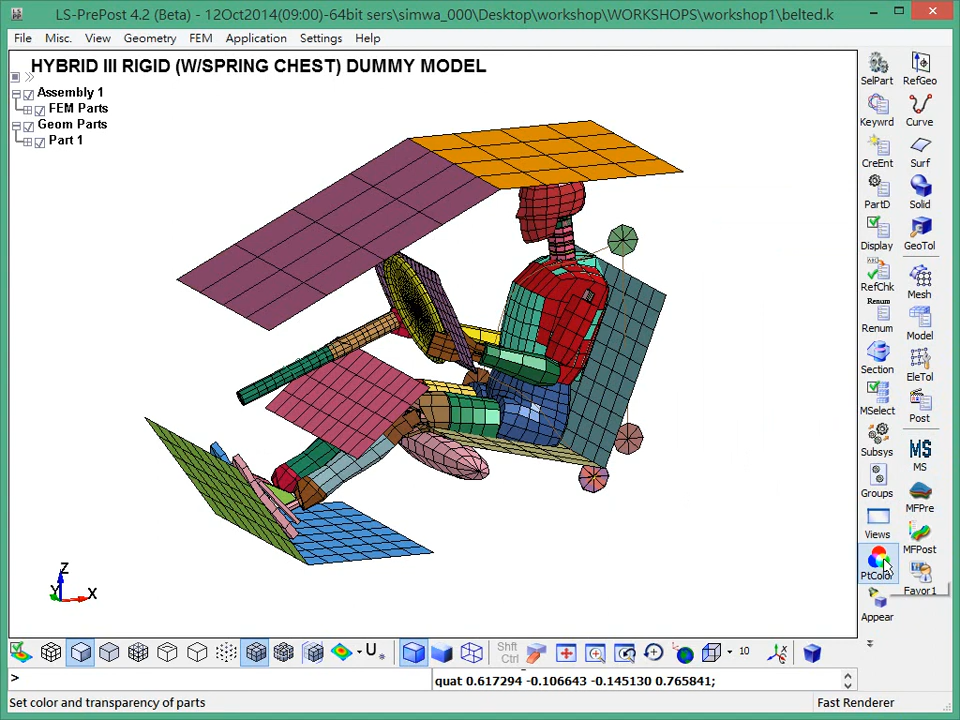 LS-PrePost 4.2 (Beta) - 12Oct2014(09:00)-64bit sers\simwa_000\Desktop\workshop\WORKSHOPS\workshop1\belted.k
File Misc. View Geometry FEM Application Settings Help
HYBRID III RIGID (W/SPRING CHEST) DUMMY MODEL
Assembly 1
FEM Parts
Geom Parts
Part 1
SelPart RefGeo
Keywrd Curve
CreEnt Surf
PartD Solid
Display GeoTol
RefChk Mesh
Renum
Renum Model
Section EleTol
MSelect Post
Subsys MS
MS
Groups MFPre
Views MFPost
PtColor Favor1
Appear
Z
Y X
U Shft
Ctrl 10
>
quat 0.617294 -0.106643 -0.145130 0.765841;
Set color and transparency of parts Fast Renderer